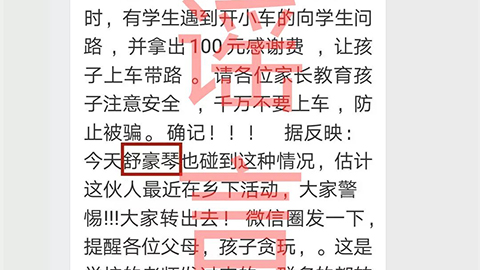 时，有学生遇到开小车的向学生问
路，并拿出100元感谢费，让孩
子上车带路 。请各位家长教育孩
子注意安全 ，千万不要上车，防
止被骗。确记！！！ 据反映：
今天舒豪琴也碰到这种情况，估计
这伙人最近在乡下活动，大家警
惕!!!大家转出去！ 微信圈发一下，
提醒各位父母，孩子贪玩，。这是
谣言